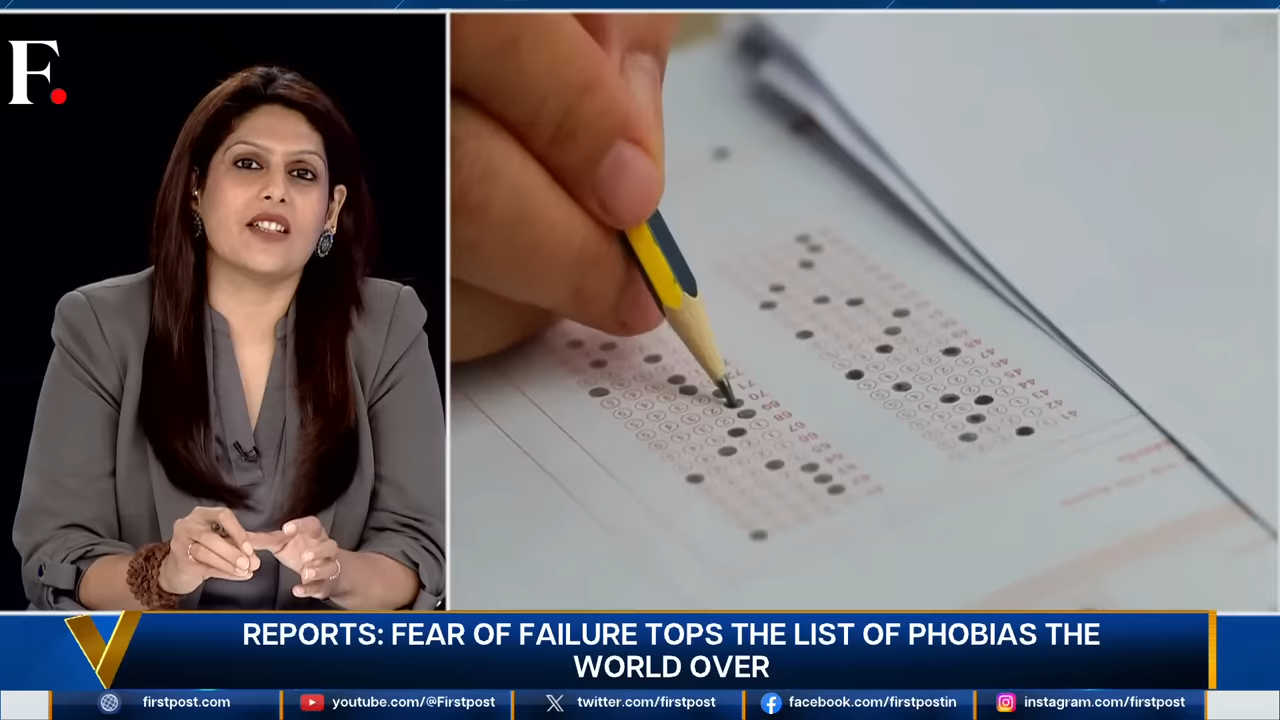 F.
REPORTS: FEAR OF FAILURE TOPS THE LIST OF PHOBIAS THE
WORLD OVER
firstpost.com
youtube.com/@Firstpost
twitter.com/firstpost
facebook.com/firstpostin
instagram.com/firstpost